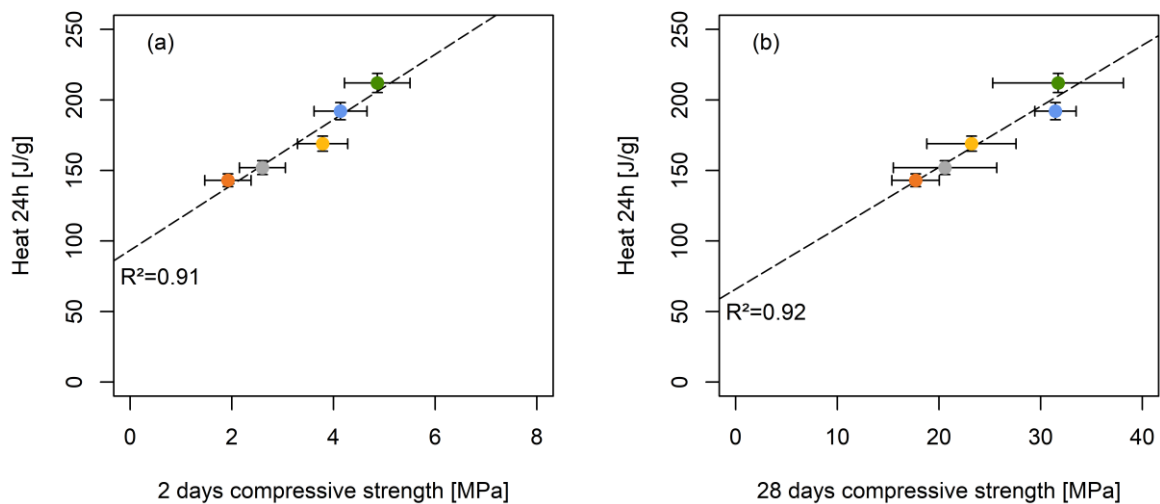 (a)
Heat 24h [J/g]
250
200
150
100
50
0
R²=0.91
0 2 4 6 8
2 days compressive strength [MPa]
(b)
Heat 24h [J/g]
250
200
150
100
50
0
R²=0.92
0 10 20 30 40
28 days compressive strength [MPa]